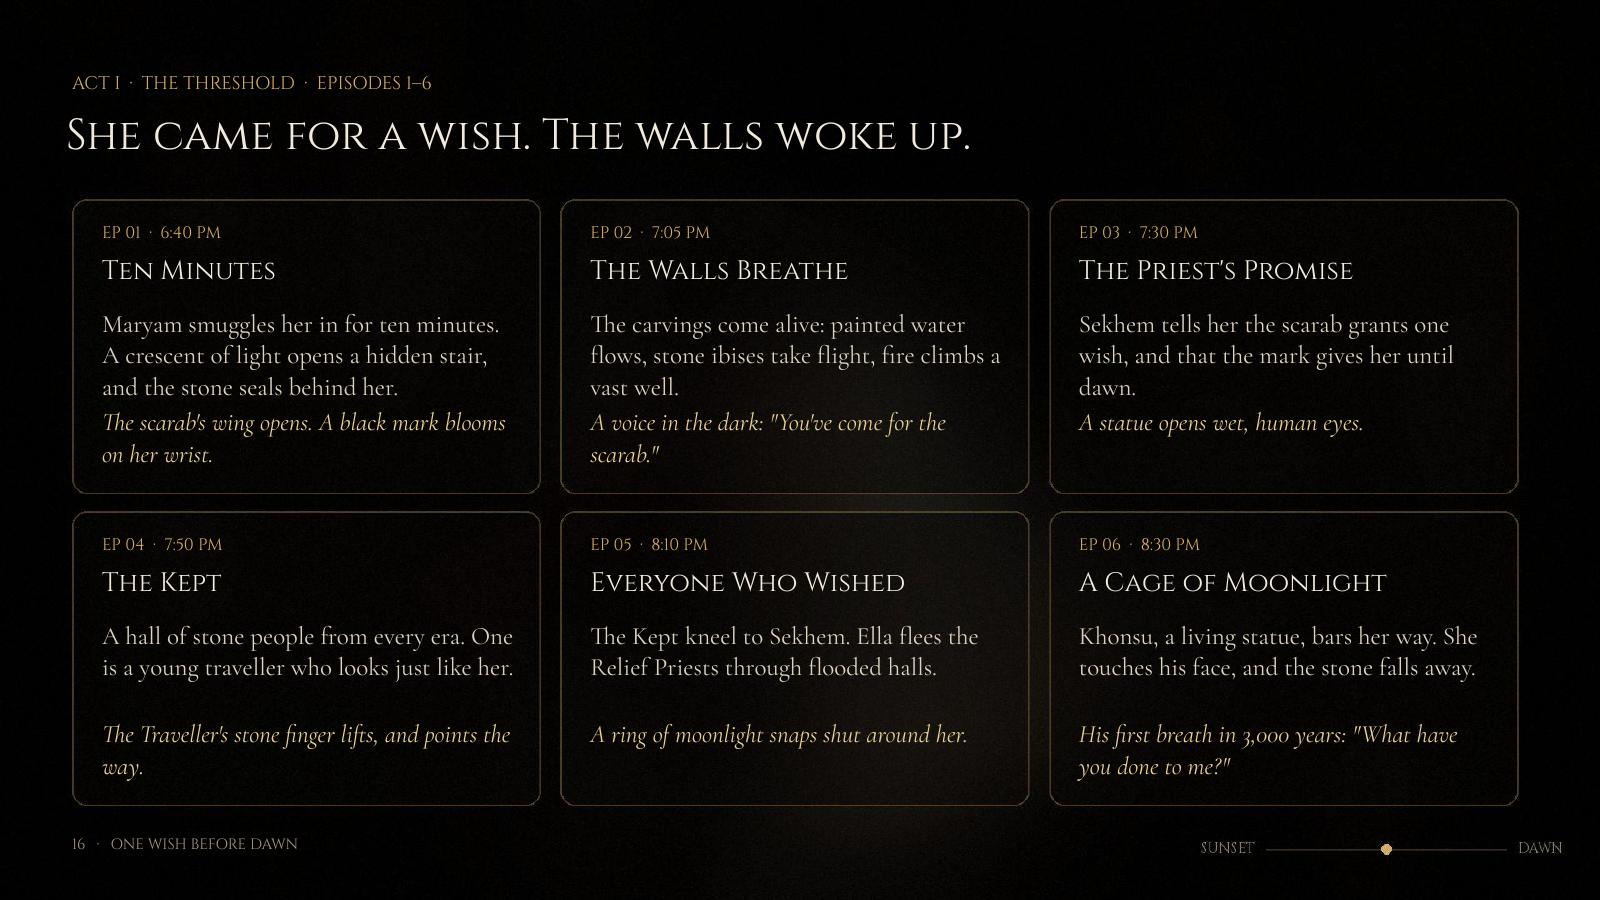 ACT I · THE THRESHOLD · EPISODES 1–6
SHE CAME FOR A WISH. THE WALLS WOKE UP.
EP 01 · 6:40 PM
TEN MINUTES
Maryam smuggles her in for ten minutes.
A crescent of light opens a hidden stair,
and the stone seals behind her.
The scarab's wing opens. A black mark blooms
on her wrist.
EP 02 · 7:05 PM
THE WALLS BREATHE
The carvings come alive: painted water
flows, stone ibises take flight, fire climbs a
vast well.
A voice in the dark: "You've come for the
scarab."
EP 03 · 7:30 PM
THE PRIEST'S PROMISE
Sekhem tells her the scarab grants one
wish, and that the mark gives her until
dawn.
A statue opens wet, human eyes.
EP 04 · 7:50 PM
THE KEPT
A hall of stone people from every era. One
is a young traveller who looks just like her.
The Traveller's stone finger lifts, and points the
way.
EP 05 · 8:10 PM
EVERYONE WHO WISHED
The Kept kneel to Sekhem. Ella flees the
Relief Priests through flooded halls.
A ring of moonlight snaps shut around her.
EP 06 · 8:30 PM
A CAGE OF MOONLIGHT
Khonsu, a living statue, bars her way. She
touches his face, and the stone falls away.
His first breath in 3,000 years: "What have
you done to me?"
16 · ONE WISH BEFORE DAWN
SUNSET
DAWN